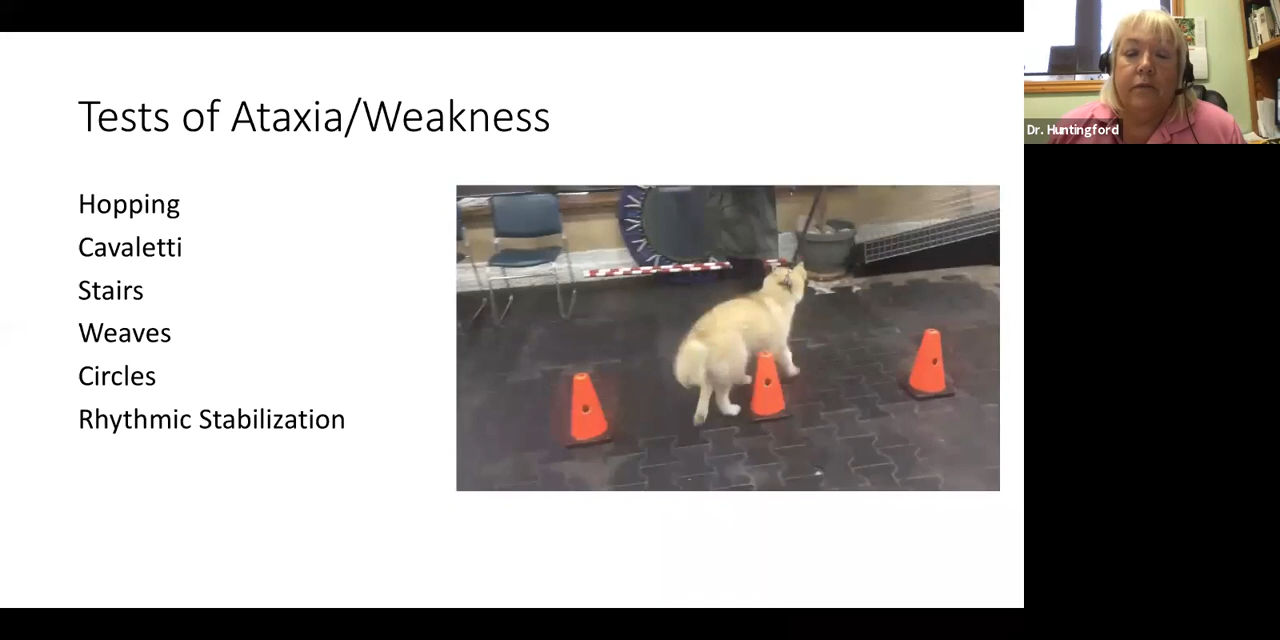 Tests of Ataxia/Weakness
Hopping
Cavaletti
Stairs
Weaves
Circles
Rhythmic Stabilization
Dr. Huntingford